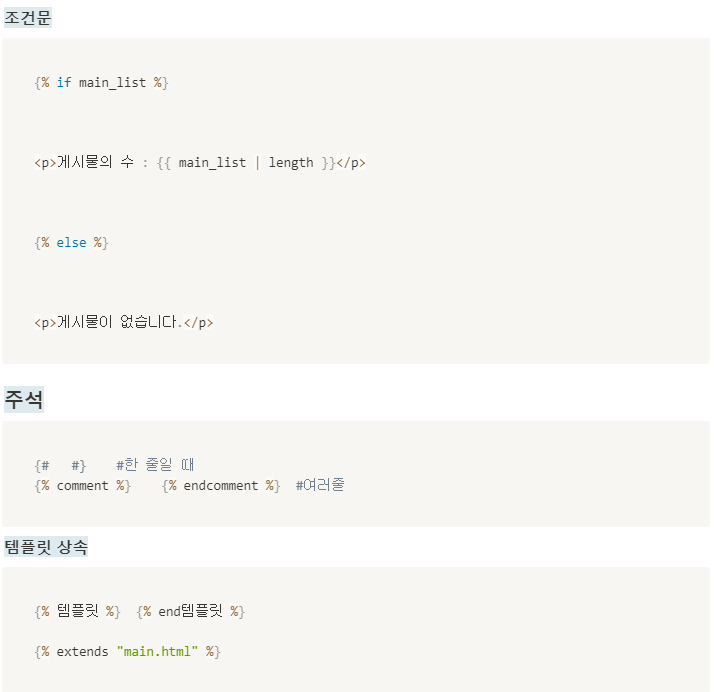 조건문
{% if main_list %}
<p>게시물의 수 : {{ main_list | length }}</p>
{% else %}
<p>게시물이 없습니다.</p>
주석
{#   #}    #한 줄일 때
{% comment %}    {% endcomment %}  #여러줄
템플릿 상속
{% 템플릿 %}  {% end템플릿 %}
{% extends "main.html" %}